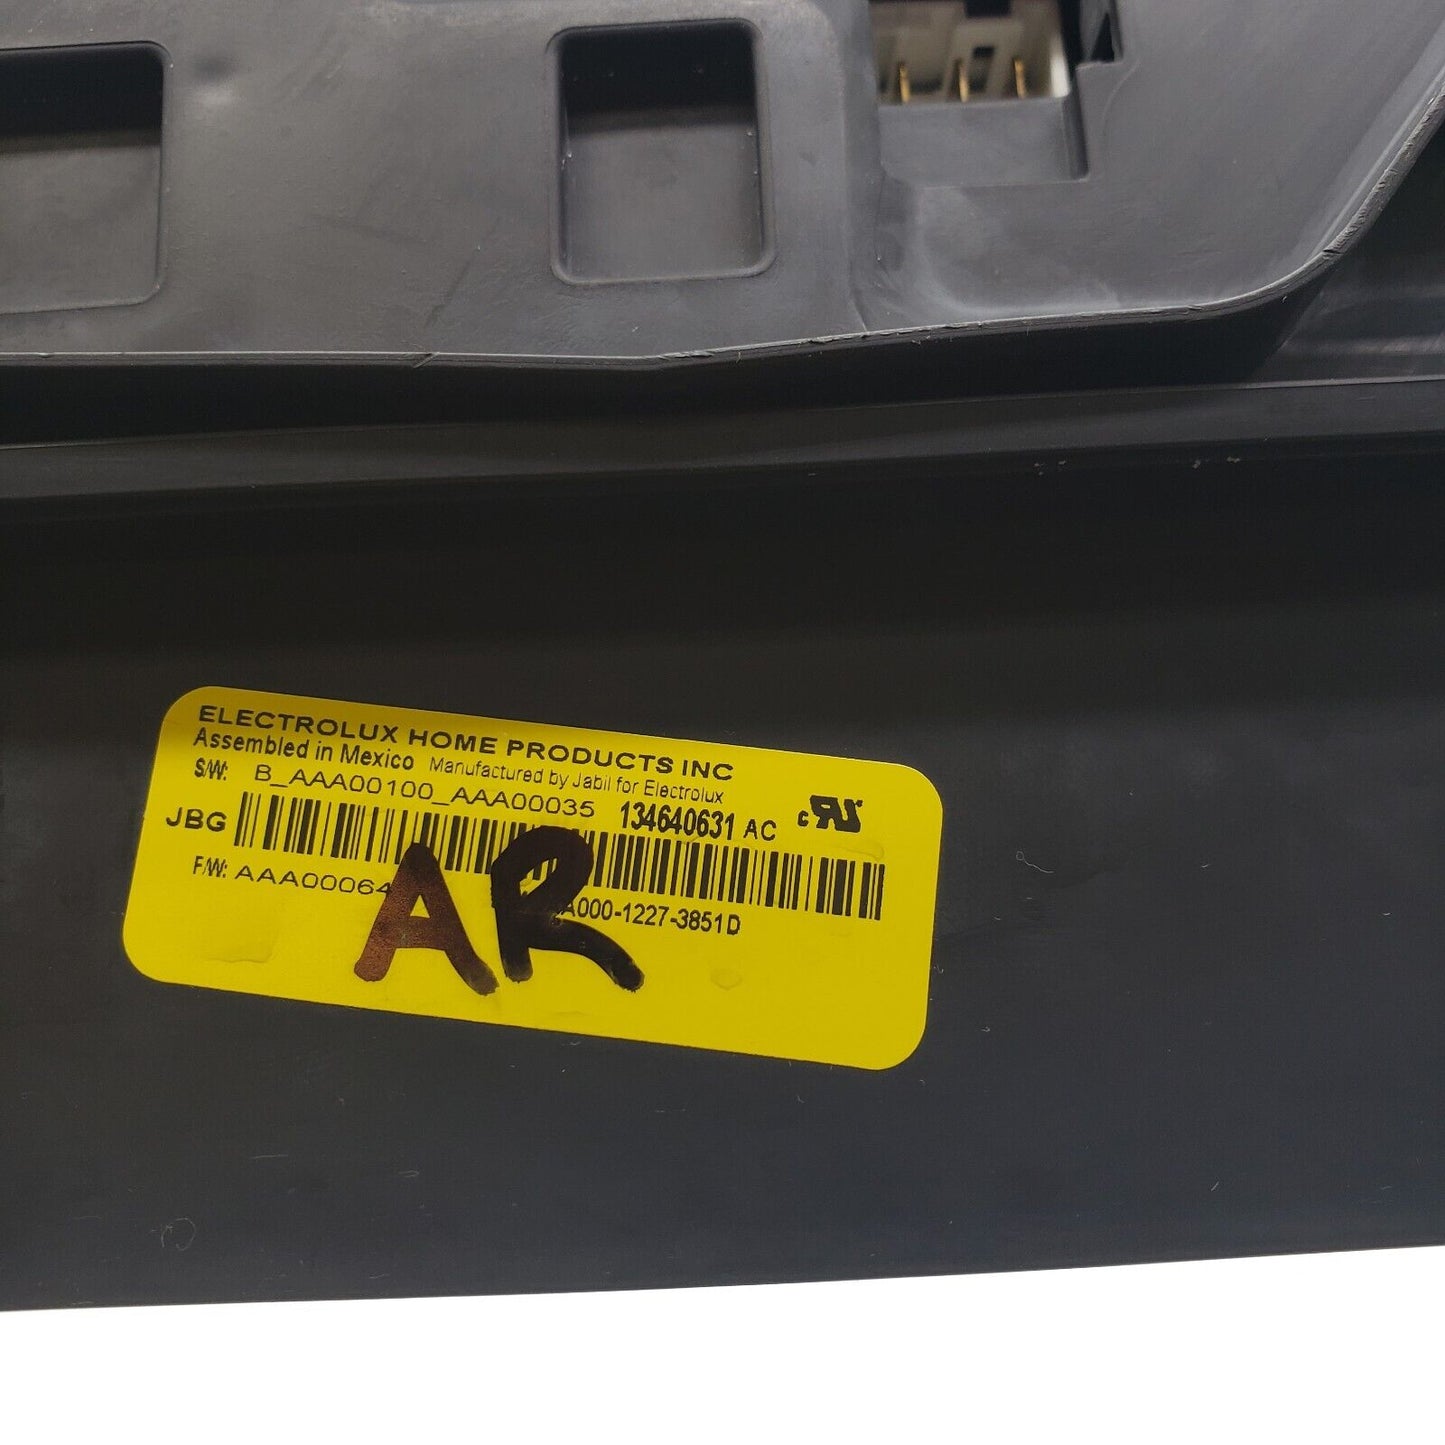 ELECTROLUX HOME PRODUCTS INC
Assembled in Mexico Manufactured by Jabil for Electrolux
S/W: B_AAA00100_AAA00035 134640631 AC c RU
JBG
F/W: AAA00064 A000-1227-3851D
AR